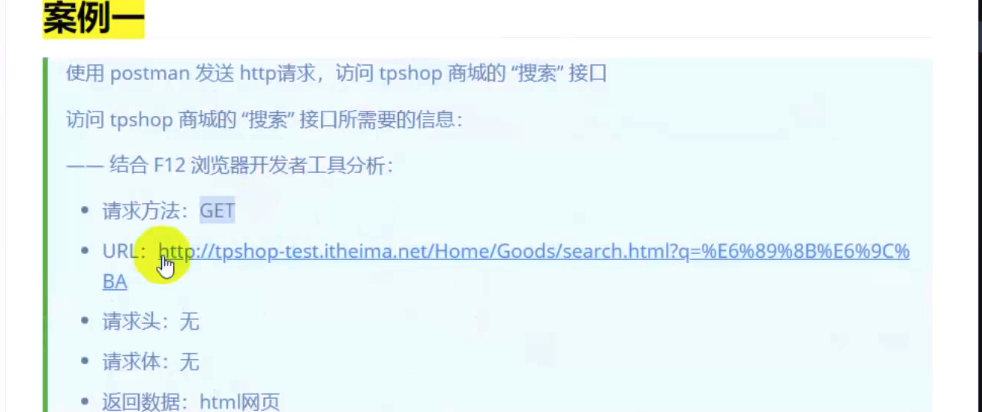 案例一
使用 postman 发送 http请求，访问 tpshop 商城的 “搜索” 接口
访问 tpshop 商城的 “搜索” 接口所需要的信息：
—— 结合 F12 浏览器开发者工具分析：
请求方法：GET
URL：http://tpshop-test.itheima.net/Home/Goods/search.html?q=%E6%89%8B%E6%9C%
BA
请求头：无
请求体：无
返回数据：html网页